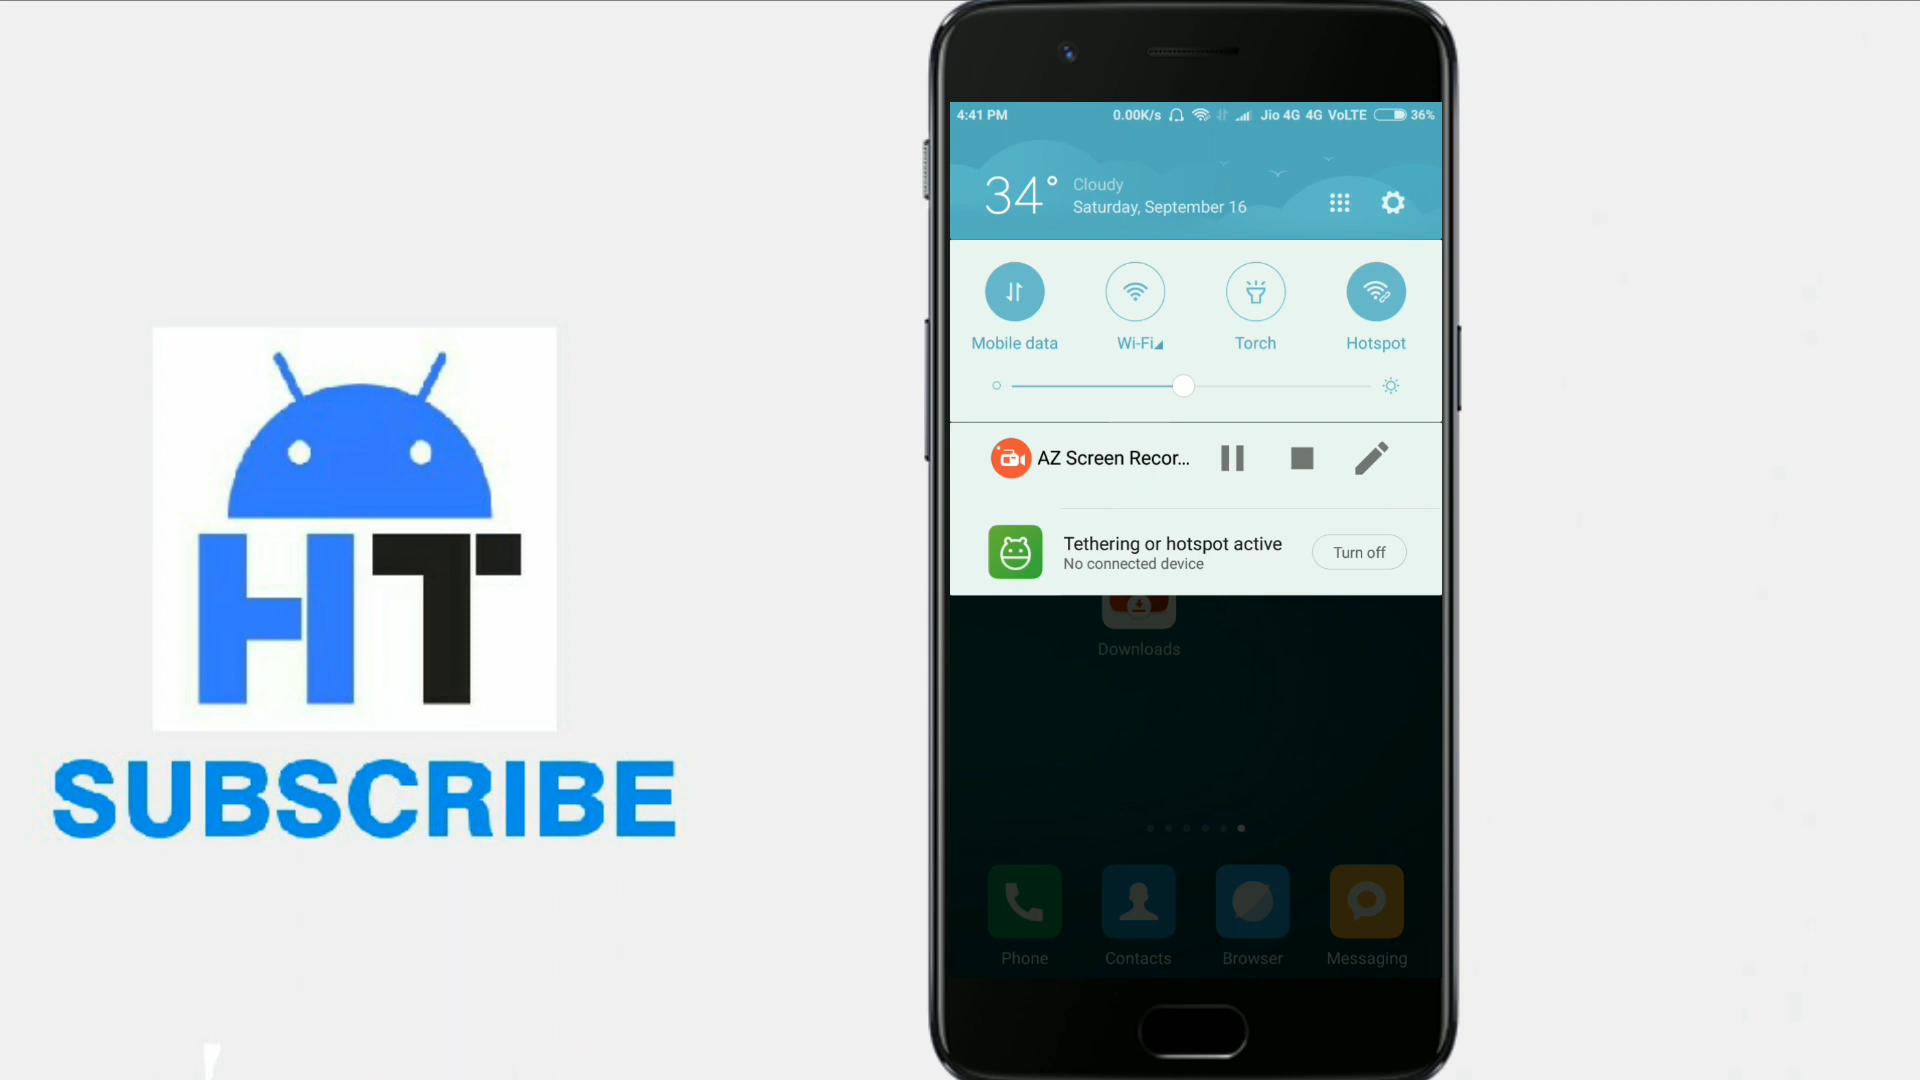 HT
SUBSCRIBE
4:41 PM 0.00K/s Jio 4G 4G VoLTE 36%
34° Cloudy
Saturday, September 16
Mobile data Wi-Fi Torch Hotspot
AZ Screen Recor...
Tethering or hotspot active
No connected device
Turn off
Downloads
Phone Contacts Browser Messaging